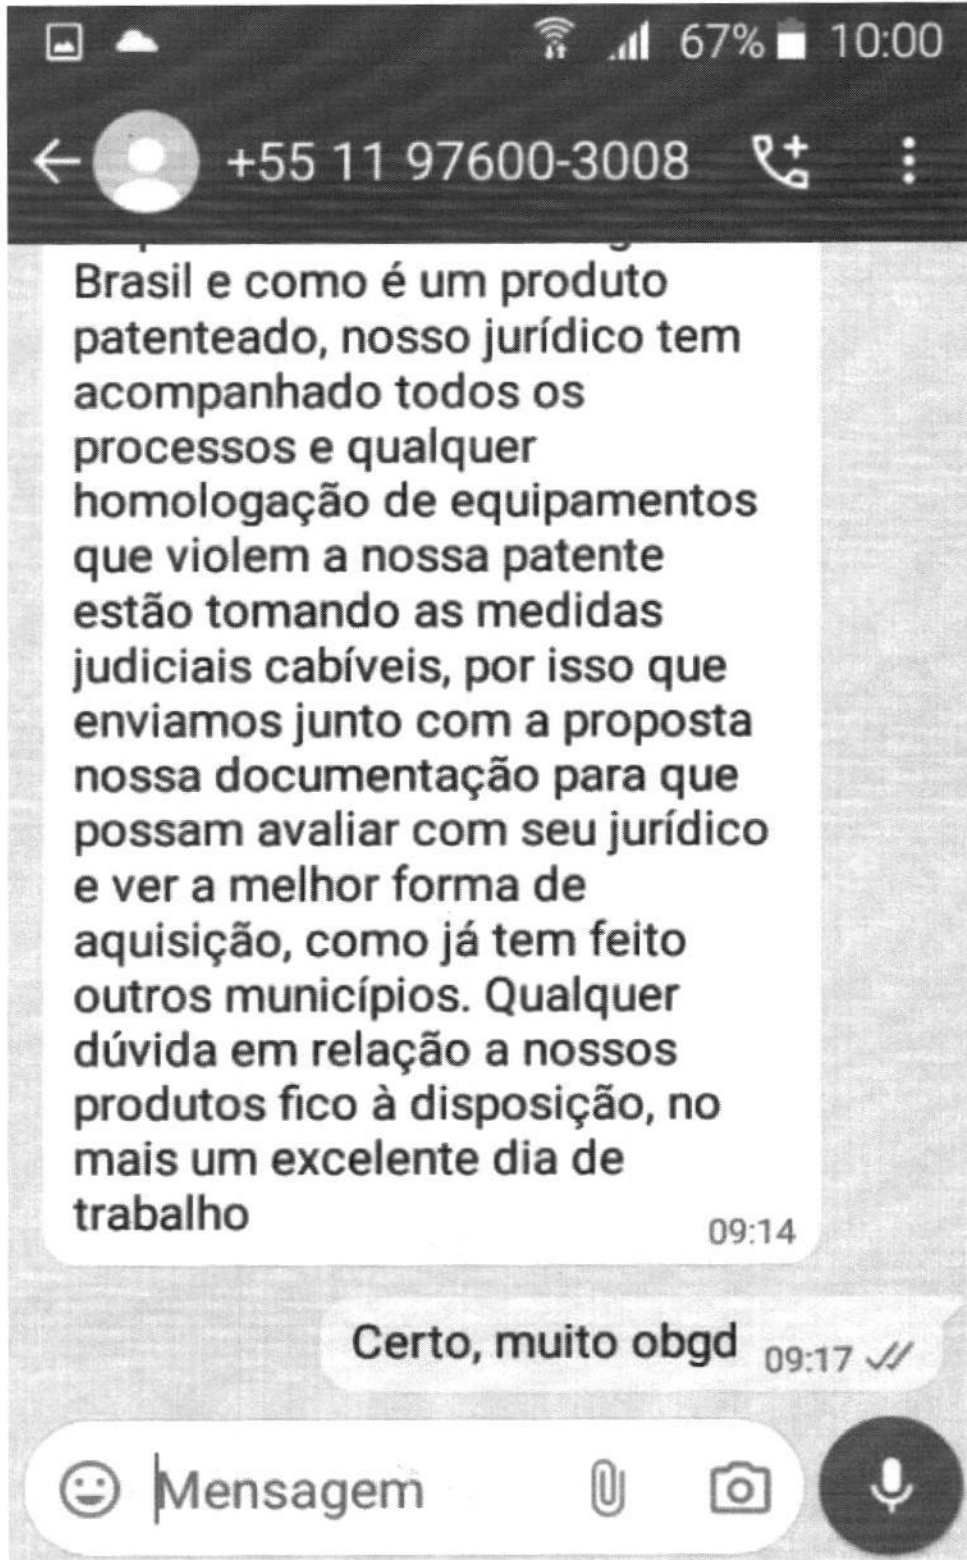 67% 10:00
+55 11 97600-3008
Brasil e como é um produto
patenteado, nosso jurídico tem
acompanhado todos os
processos e qualquer
homologação de equipamentos
que violem a nossa patente
estão tomando as medidas
judiciais cabíveis, por isso que
enviamos junto com a proposta
nossa documentação para que
possam avaliar com seu jurídico
e ver a melhor forma de
aquisição, como já tem feito
outros municípios. Qualquer
dúvida em relação a nossos
produtos fico à disposição, no
mais um excelente dia de
trabalho
09:14
Certo, muito obgd 09:17
Mensagem